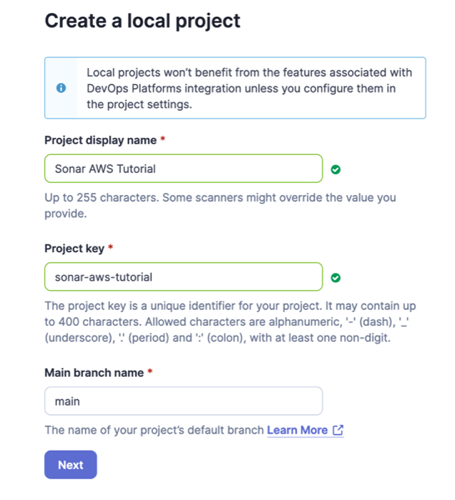 Create a local project
Local projects won't benefit from the features associated with
DevOps Platforms integration unless you configure them in
the project settings.
Project display name *
Sonar AWS Tutorial
Up to 255 characters. Some scanners might override the value you
provide.
Project key *
sonar-aws-tutorial
The project key is a unique identifier for your project. It may contain up
to 400 characters. Allowed characters are alphanumeric, '-' (dash), '_'
(underscore), '.' (period) and ':' (colon), with at least one non-digit.
Main branch name *
main
The name of your project's default branch Learn More
Next